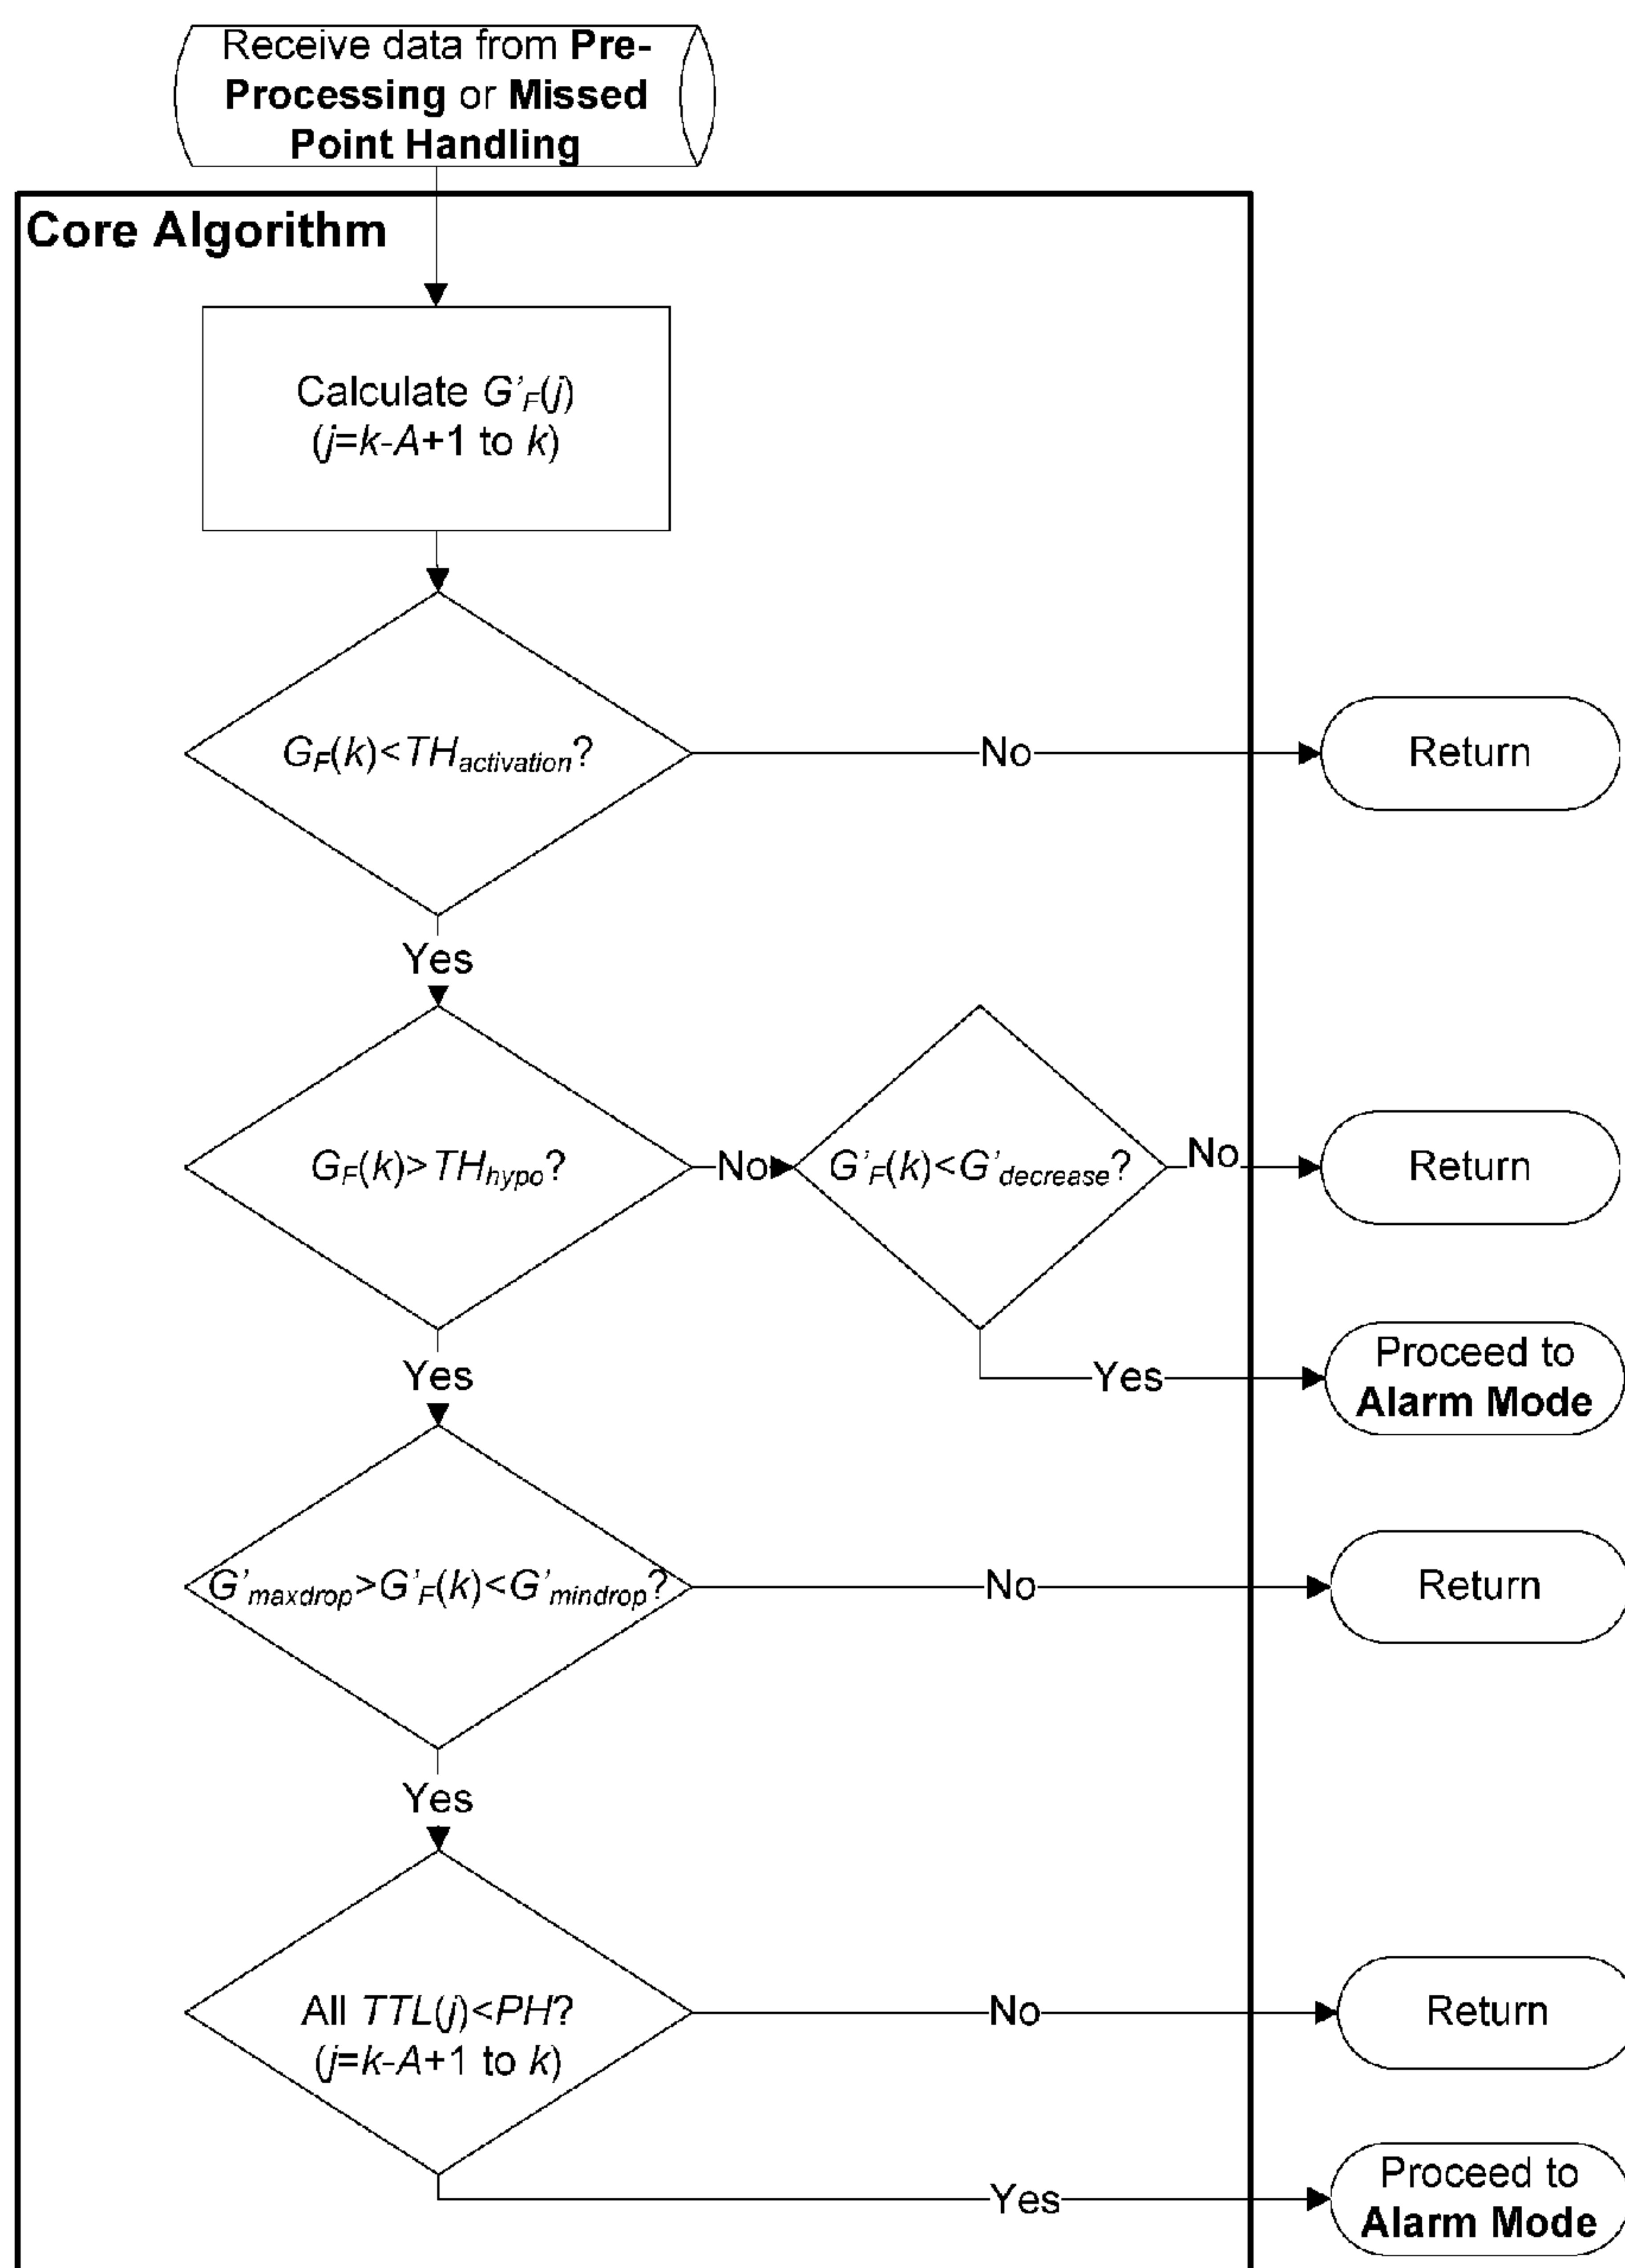 Receive data from Pre-
Processing or Missed
Point Handling
Core Algorithm
Calculate G'F(j)
(j=k-A+1 to k)
GF(k)<THactivation?
No
Return
Yes
GF(k)>THhypo?
No
G'F(k)<G'decrease?
No
Return
Yes
Proceed to
Alarm Mode
Yes
G'maxdrop>G'F(k)<G'mindrop?
No
Return
Yes
All TTL(j)<PH?
(j=k-A+1 to k)
No
Return
Yes
Proceed to
Alarm Mode